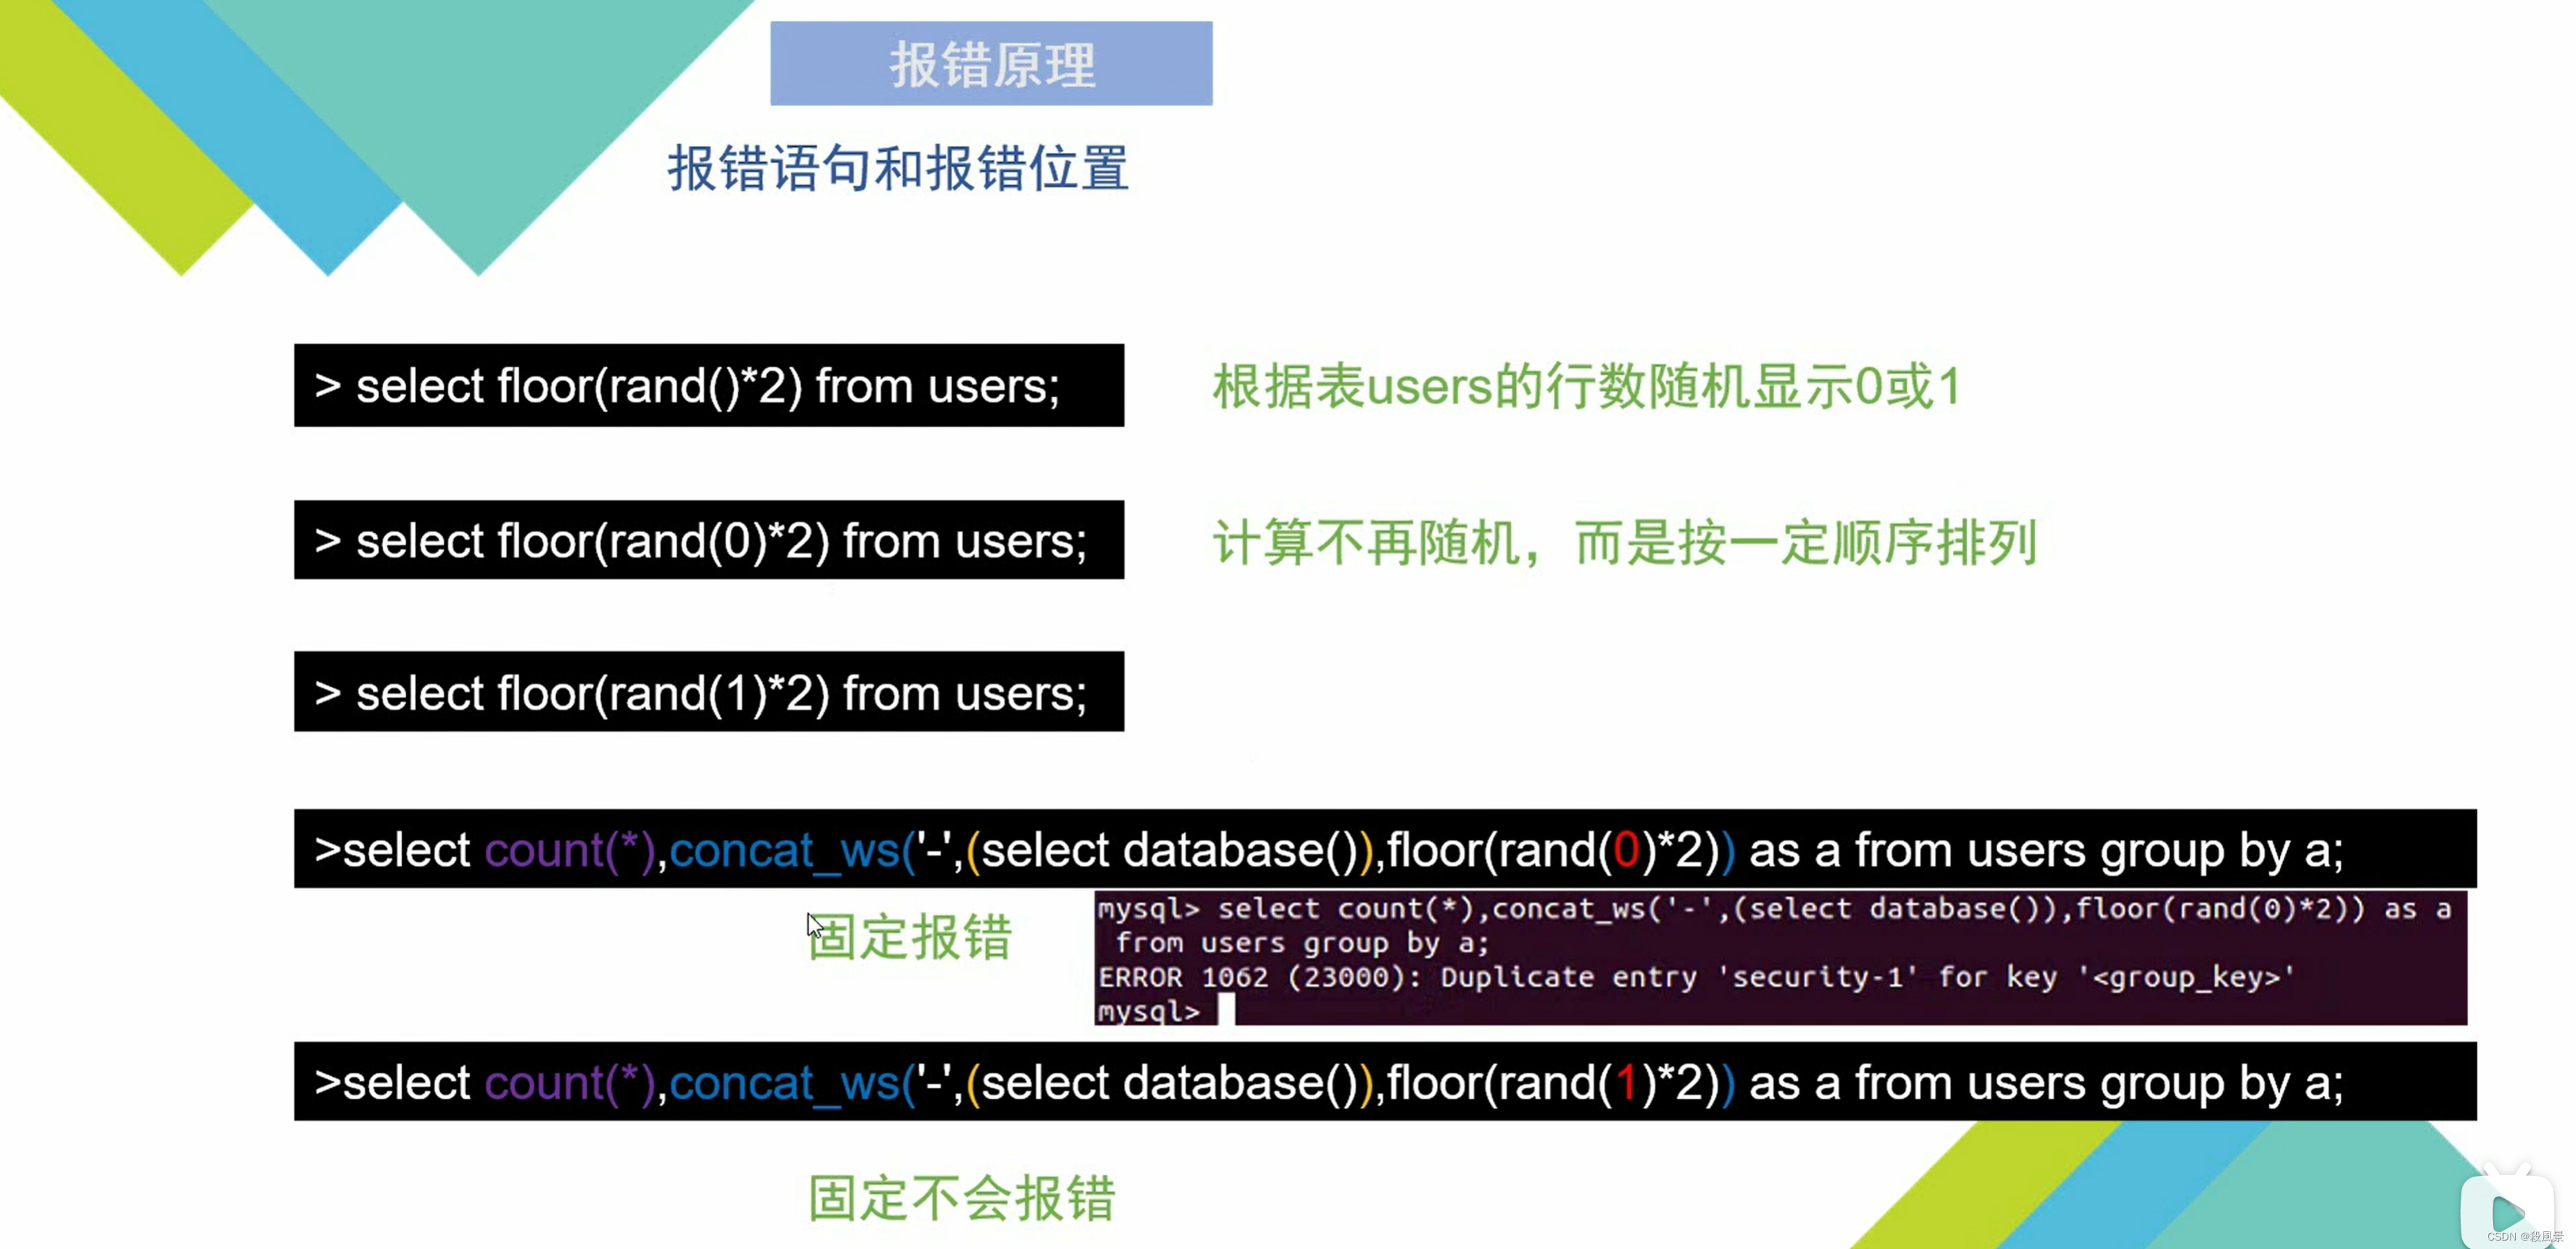 报错原理
报错语句和报错位置
> select floor(rand()*2) from users;
根据表users的行数随机显示0或1
> select floor(rand(0)*2) from users;
计算不再随机，而是按一定顺序排列
> select floor(rand(1)*2) from users;
>select count(*),concat_ws('-',(select database()),floor(rand(0)*2)) as a from users group by a;
固定报错
mysql> select count(*),concat_ws('-',(select database()),floor(rand(0)*2)) as a
from users group by a;
ERROR 1062 (23000): Duplicate entry 'security-1' for key '<group_key>'
mysql>
>select count(*),concat_ws('-',(select database()),floor(rand(1)*2)) as a from users group by a;
固定不会报错
CSDN @殺風景